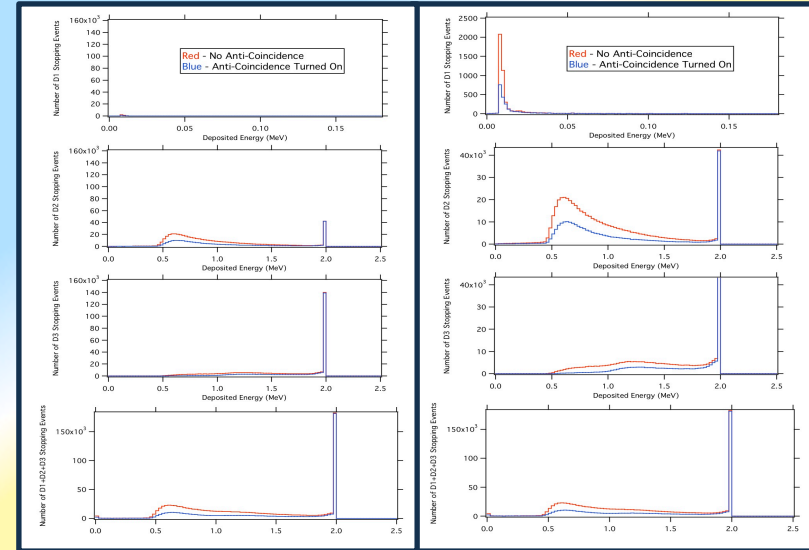 Number of D1 Stopping Events
160x10³
140
120
100
80
60
40
20
0
Red - No Anti-Coincidence
Blue - Anti-Coincidence Turned On
0.00 0.05 0.10 0.15
Deposited Energy (MeV)
Number of D2 Stopping Events
160x10³
140
120
100
80
60
40
20
0
0.0 0.5 1.0 1.5 2.0 2.5
Deposited Energy (MeV)
Number of D3 Stopping Events
160x10³
140
120
100
80
60
40
20
0
0.0 0.5 1.0 1.5 2.0 2.5
Deposited Energy (MeV)
Number of D1+D2+D3 Stopping Events
150x10³
100
50
0
0.0 0.5 1.0 1.5 2.0 2.5
Number of D1 Stopping Events
2500
2000
1500
1000
500
0
Red - No Anti-Coincidence
Blue - Anti-Coincidence Turned On
0.00 0.05 0.10 0.15
Deposited Energy (MeV)
Number of D2 Stopping Events
40x10³
30
20
10
0
0.0 0.5 1.0 1.5 2.0 2.5
Deposited Energy (MeV)
Number of D3 Stopping Events
40x10³
30
20
10
0
0.0 0.5 1.0 1.5 2.0 2.5
Deposited Energy (MeV)
Number of D1+D2+D3 Stopping Events
150x10³
100
50
0
0.0 0.5 1.0 1.5 2.0 2.5